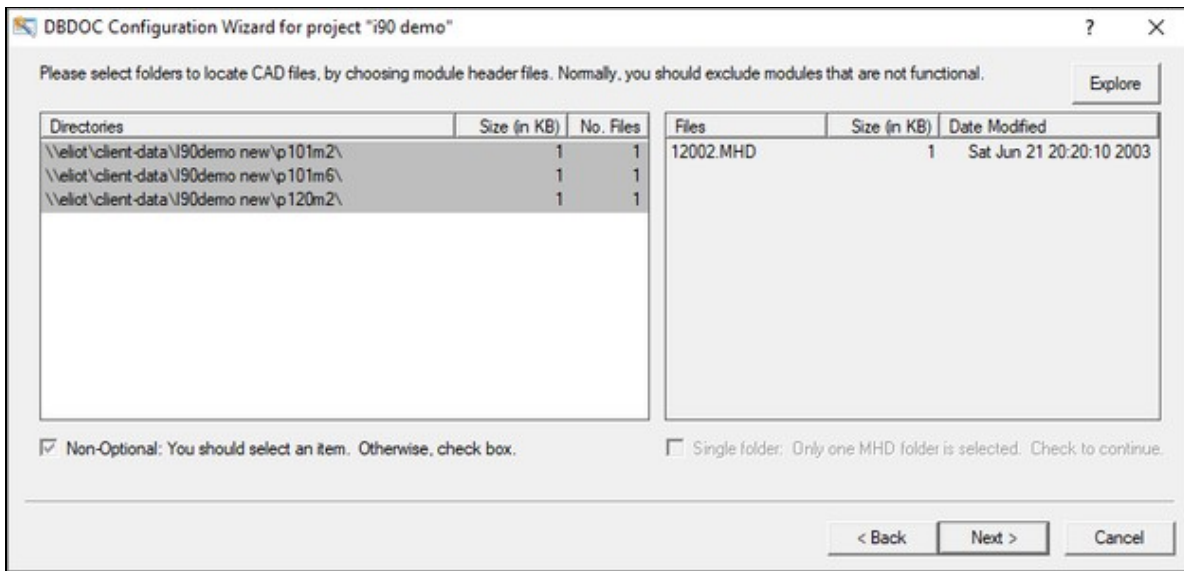 DBDOC Configuration Wizard for project "i90 demo"
Please select folders to locate CAD files, by choosing module header files. Normally, you should exclude modules that are not functional.
Explore
Directories Size (in KB) No. Files
\\eliot\client-data\I90demo new\p101m2\ 1 1
\\eliot\client-data\I90demo new\p101m6\ 1 1
\\eliot\client-data\I90demo new\p120m2\ 1 1
Files Size (in KB) Date Modified
12002.MHD 1 Sat Jun 21 20:20:10 2003
Non-Optional: You should select an item. Otherwise, check box.
Single folder: Only one MHD folder is selected. Check to continue.
< Back Next > Cancel